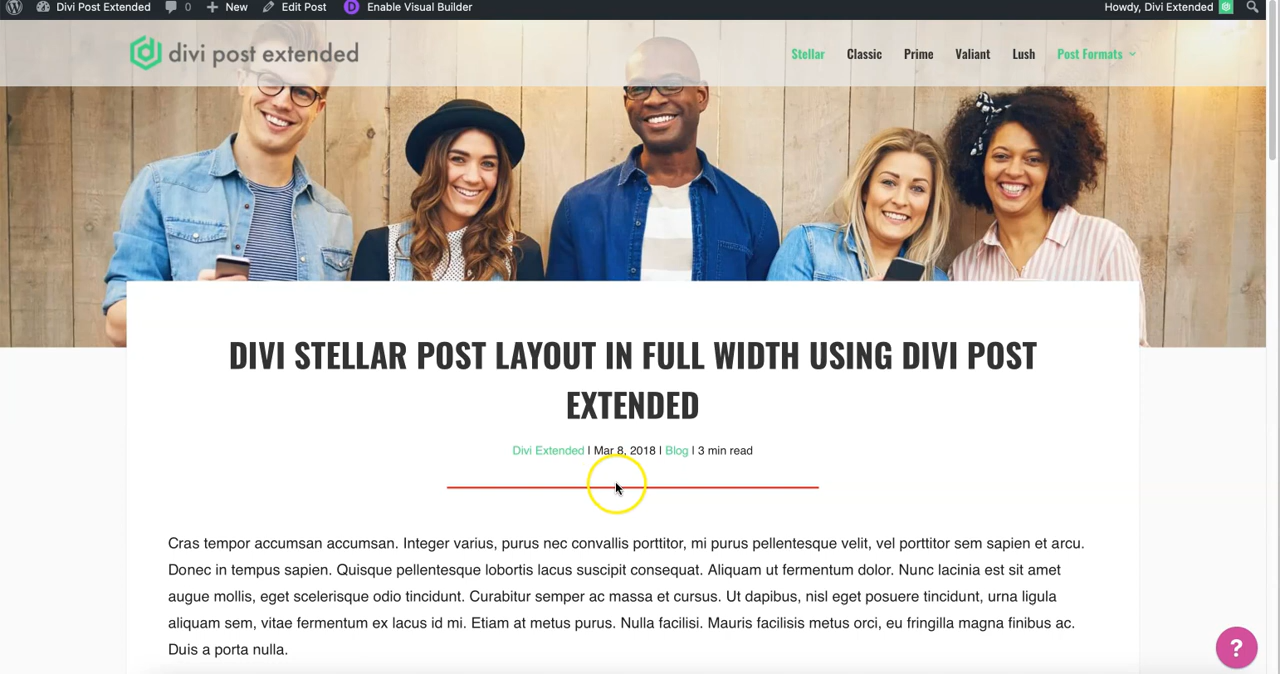 Divi Post Extended 0 New Edit Post D Enable Visual Builder Howdy, Divi Extended
divi post extended Stellar Classic Prime Valiant Lush Post Formats
DIVI STELLAR POST LAYOUT IN FULL WIDTH USING DIVI POST
EXTENDED
Divi Extended | Mar 8, 2018 | Blog | 3 min read
Cras tempor accumsan accumsan. Integer varius, purus nec convallis porttitor, mi purus pellentesque velit, vel porttitor sem sapien et arcu.
Donec in tempus sapien. Quisque pellentesque lobortis lacus suscipit consequat. Aliquam ut fermentum dolor. Nunc lacinia est sit amet
augue mollis, eget scelerisque odio tincidunt. Curabitur semper ac massa et cursus. Ut dapibus, nisl eget posuere tincidunt, urna ligula
aliquam sem, vitae fermentum ex lacus id mi. Etiam at metus purus. Nulla facilisi. Mauris facilisis metus orci, eu fringilla magna finibus ac.
Duis a porta nulla.
?